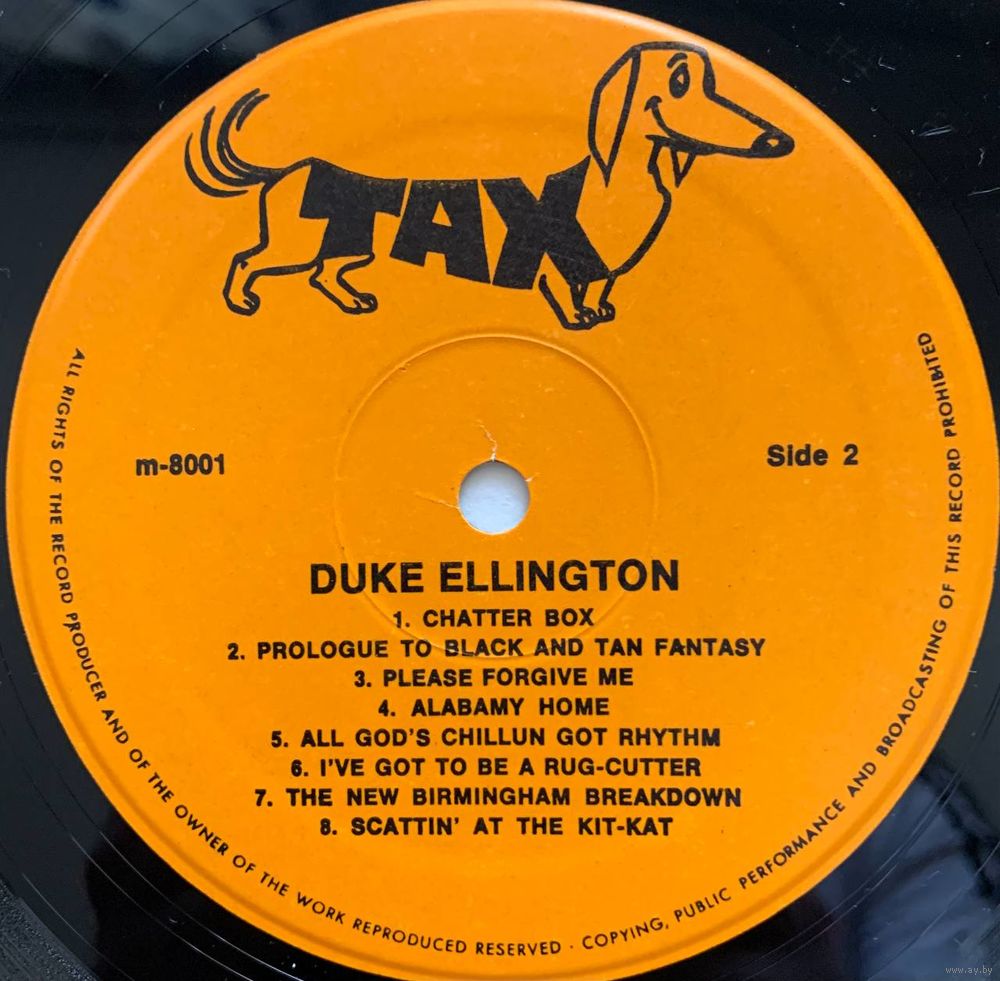 TAX
m-8001
Side 2
DUKE ELLINGTON
1. CHATTER BOX
2. PROLOGUE TO BLACK AND TAN FANTASY
3. PLEASE FORGIVE ME
4. ALABAMY HOME
5. ALL GOD'S CHILLUN GOT RHYTHM
6. I'VE GOT TO BE A RUG-CUTTER
7. THE NEW BIRMINGHAM BREAKDOWN
8. SCATTIN' AT THE KIT-KAT
ALL RIGHTS OF THE RECORD PRODUCER AND OF THE OWNER OF THE WORK REPRODUCED RESERVED · COPYING, PUBLIC PERFORMANCE AND BROADCASTING OF THIS RECORD PROHIBITED
www.ay.by